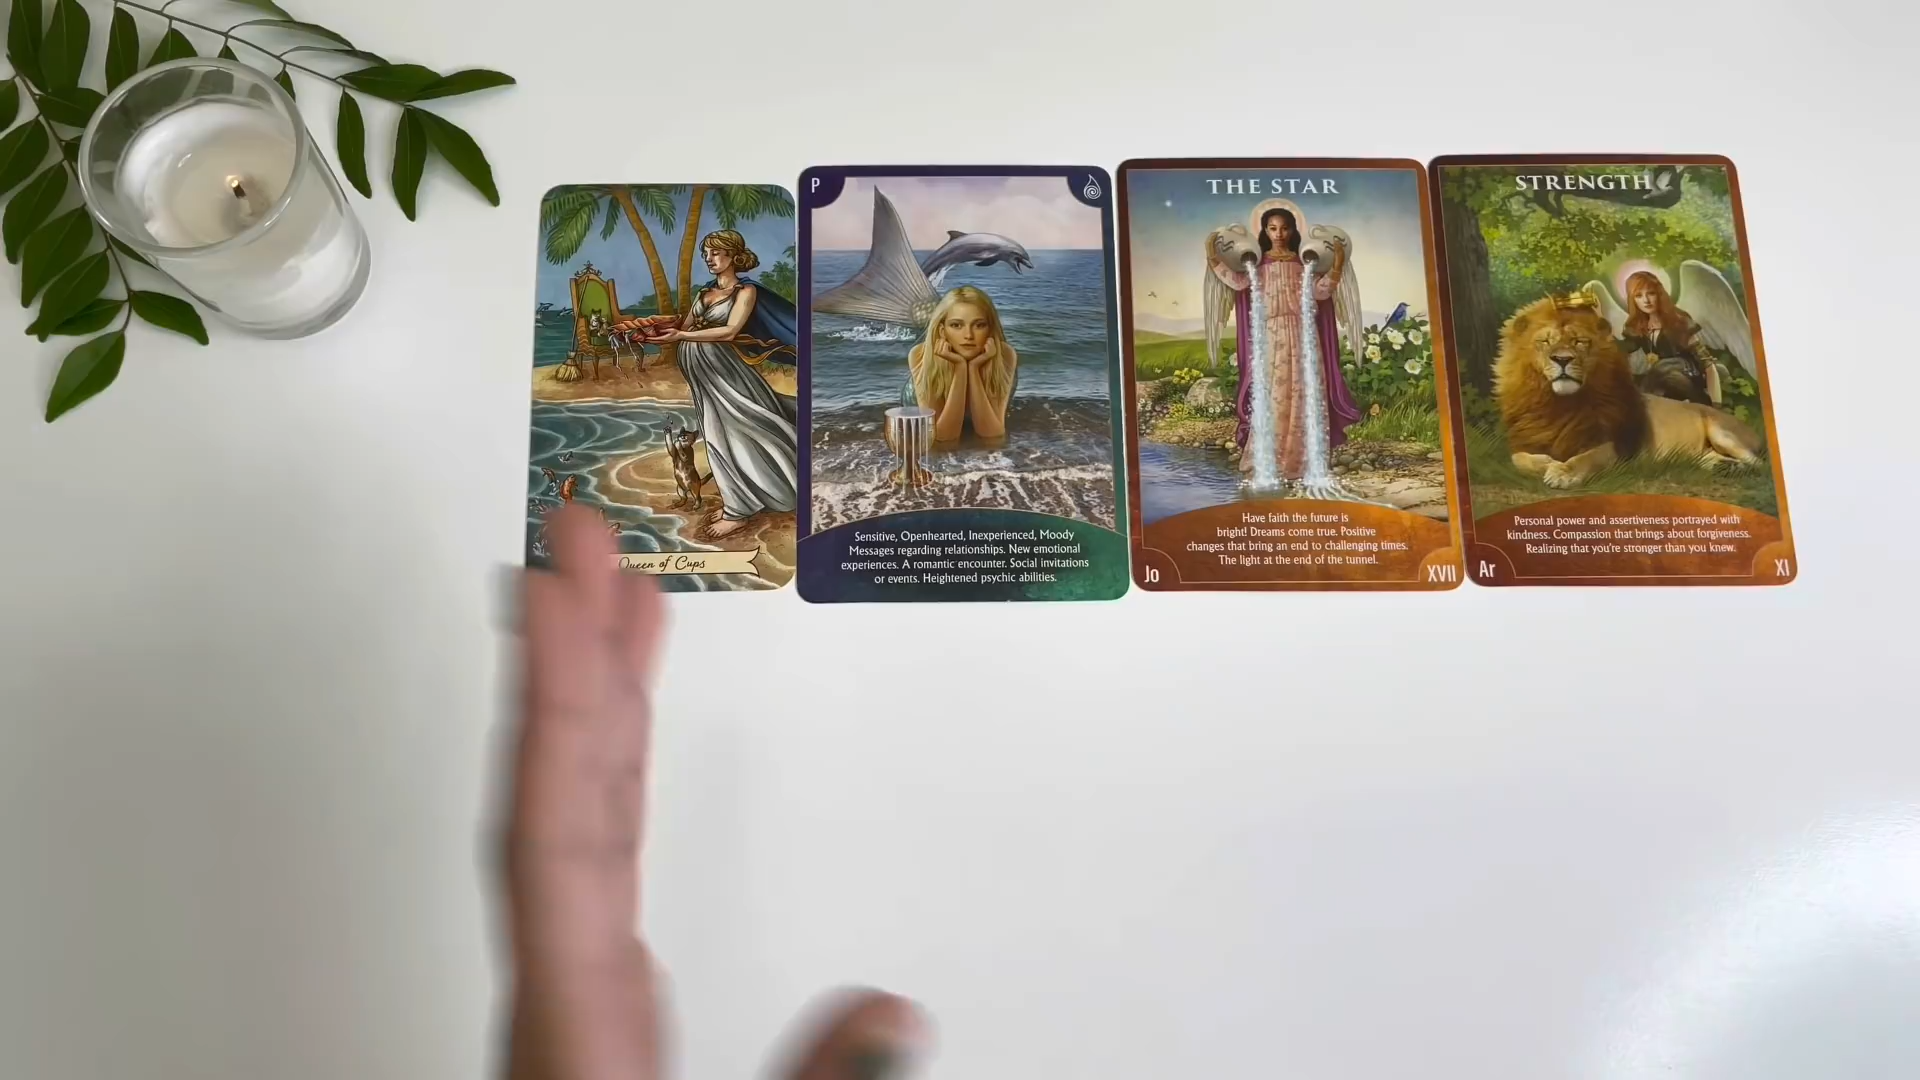 Queen of Cups
P
Sensitive, Openhearted, Inexperienced, Moody
Messages regarding relationships. New emotional
experiences. A romantic encounter. Social invitations
or events. Heightened psychic abilities.
THE STAR
Have faith the future is
bright! Dreams come true. Positive
changes that bring an end to challenging times.
The light at the end of the tunnel.
Jo
XVII
STRENGTH
Personal power and assertiveness portrayed with
kindness. Compassion that brings about forgiveness.
Realizing that you're stronger than you knew.
Ar
XI